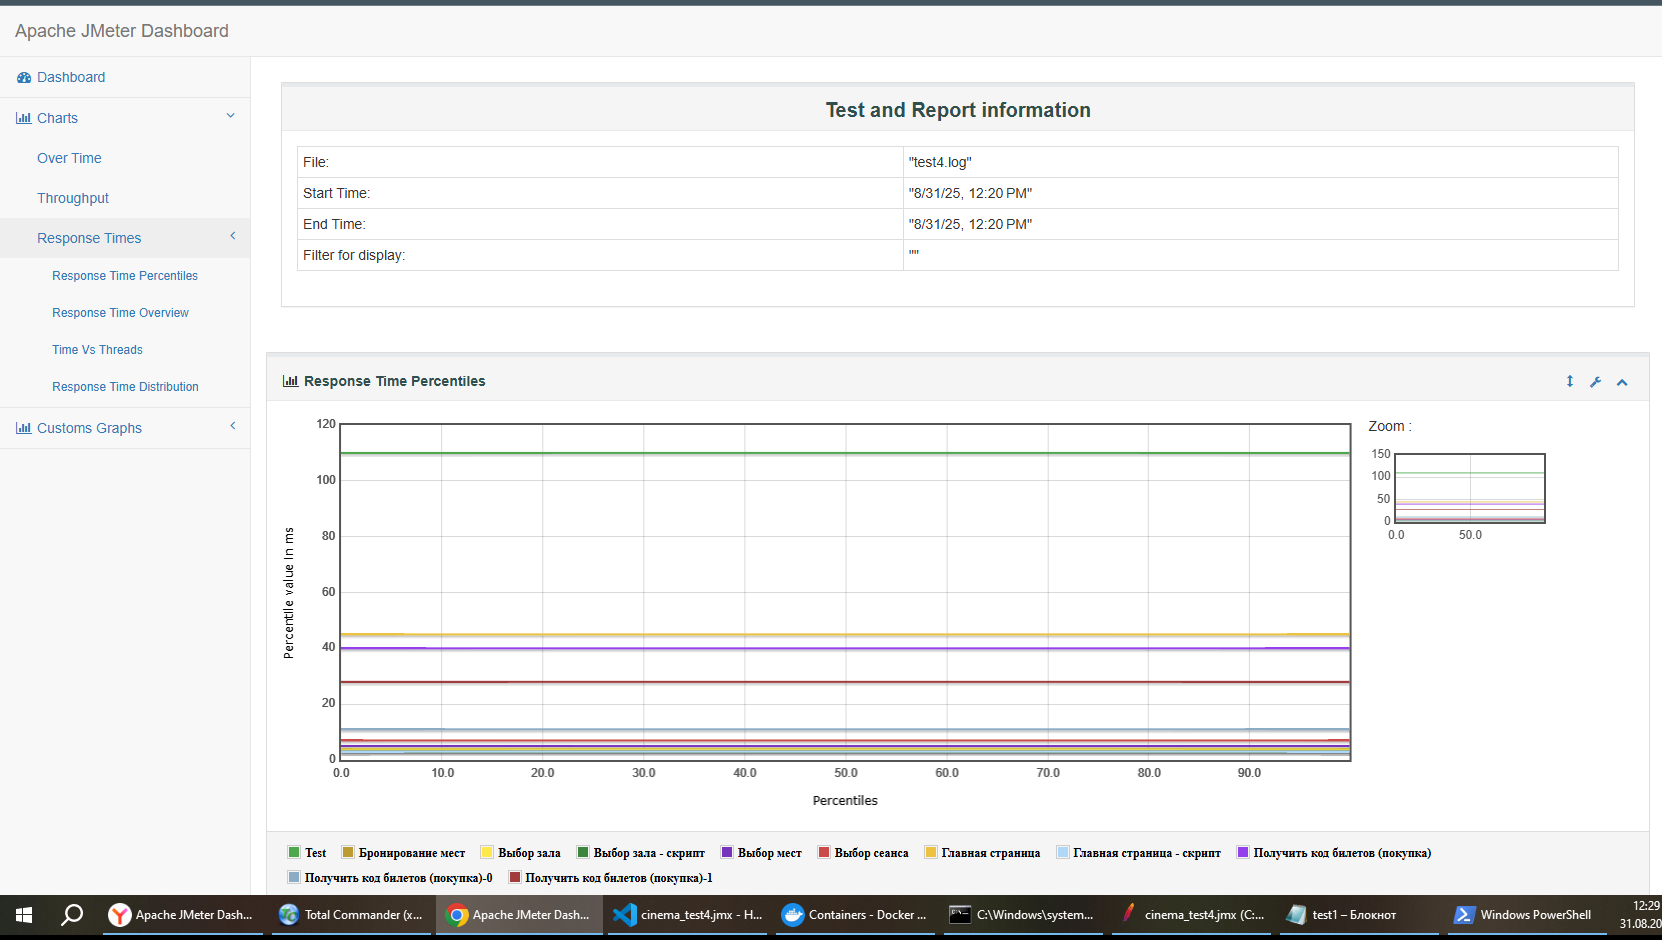 Apache JMeter Dashboard
Dashboard
Charts
Over Time
Throughput
Response Times
Response Time Percentiles
Response Time Overview
Time Vs Threads
Response Time Distribution
Customs Graphs
Test and Report information
File: "test4.log"
Start Time: "8/31/25, 12:20 PM"
End Time: "8/31/25, 12:20 PM"
Filter for display: ""
Response Time Percentiles
Percentile value in ms
120
100
80
60
40
20
0
0.0 10.0 20.0 30.0 40.0 50.0 60.0 70.0 80.0 90.0
Percentiles
Zoom :
150
100
50
0
0.0 50.0
Test Бронирование мест Выбор зала Выбор зала - скрипт Выбор мест Выбор сеанса Главная страница Главная страница - скрипт Получить код билетов (покупка)
Получить код билетов (покупка)-0 Получить код билетов (покупка)-1
Apache JMeter Dash... Total Commander (x... Apache JMeter Dash... cinema_test4.jmx - H... Containers - Docker ... C:\Windows\system... cinema_test4.jmx (C:... test1 – Блокнот Windows PowerShell
12:29
31.08.20